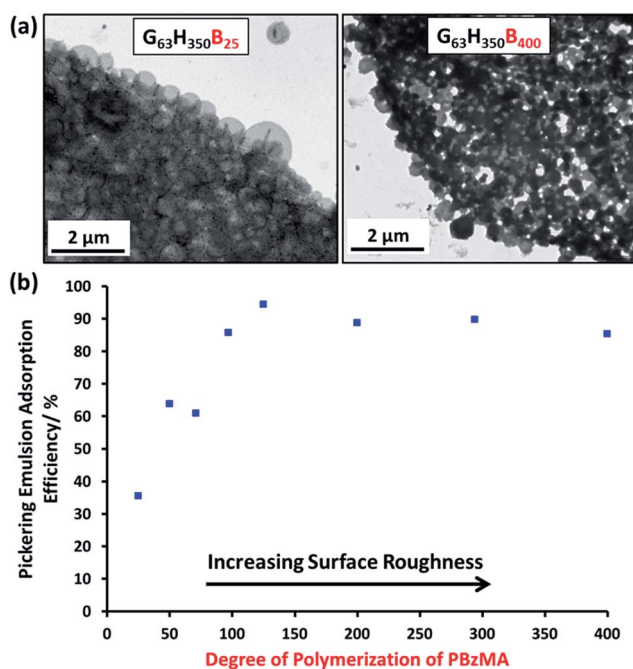 (a)
G₆₃H₃₅₀B₂₅
G₆₃H₃₅₀B₄₀₀
2 µm
2 µm
(b)
Pickering Emulsion Adsorption
Efficiency/ %
100
90
80
70
60
50
40
30
20
10
0
Increasing Surface Roughness
0 50 100 150 200 250 300 350 400
Degree of Polymerization of PBzMA